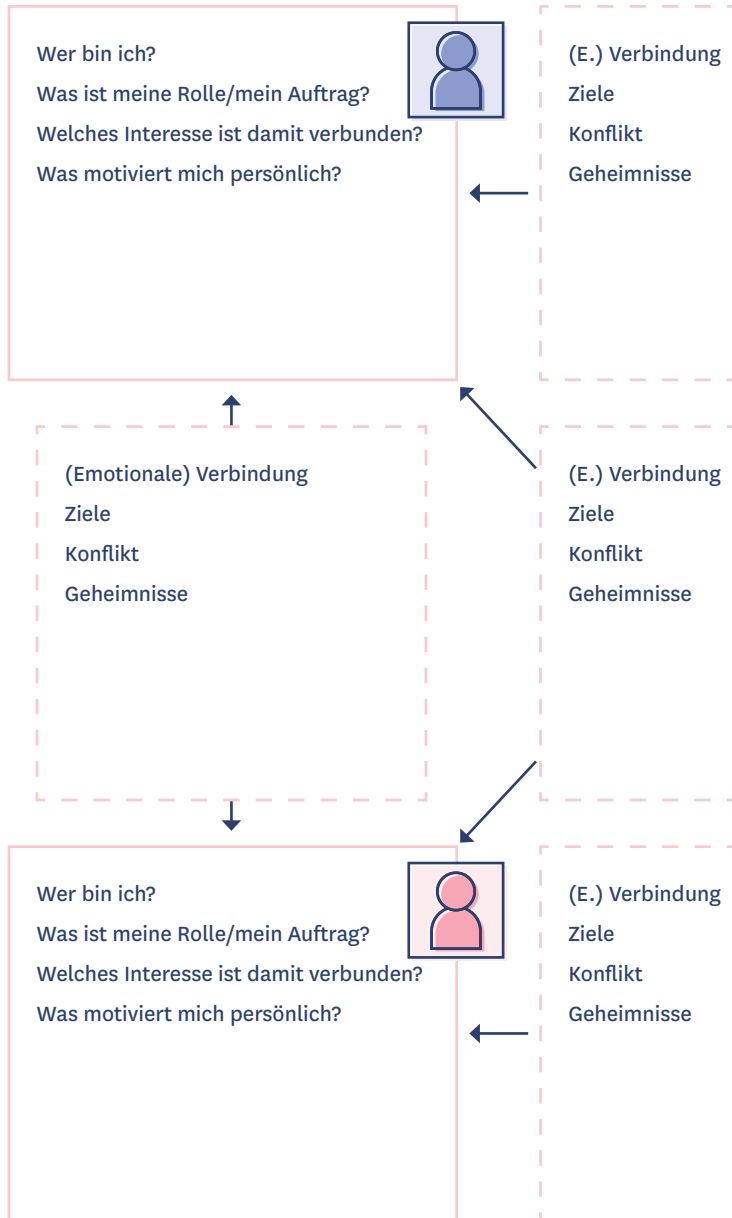 Wer bin ich?
Was ist meine Rolle/mein Auftrag?
Welches Interesse ist damit verbunden?
Was motiviert mich persönlich?
(E.) Verbindung
Ziele
Konflikt
Geheimnisse
(Emotionale) Verbindung
Ziele
Konflikt
Geheimnisse
(E.) Verbindung
Ziele
Konflikt
Geheimnisse
Wer bin ich?
Was ist meine Rolle/mein Auftrag?
Welches Interesse ist damit verbunden?
Was motiviert mich persönlich?
(E.) Verbindung
Ziele
Konflikt
Geheimnisse